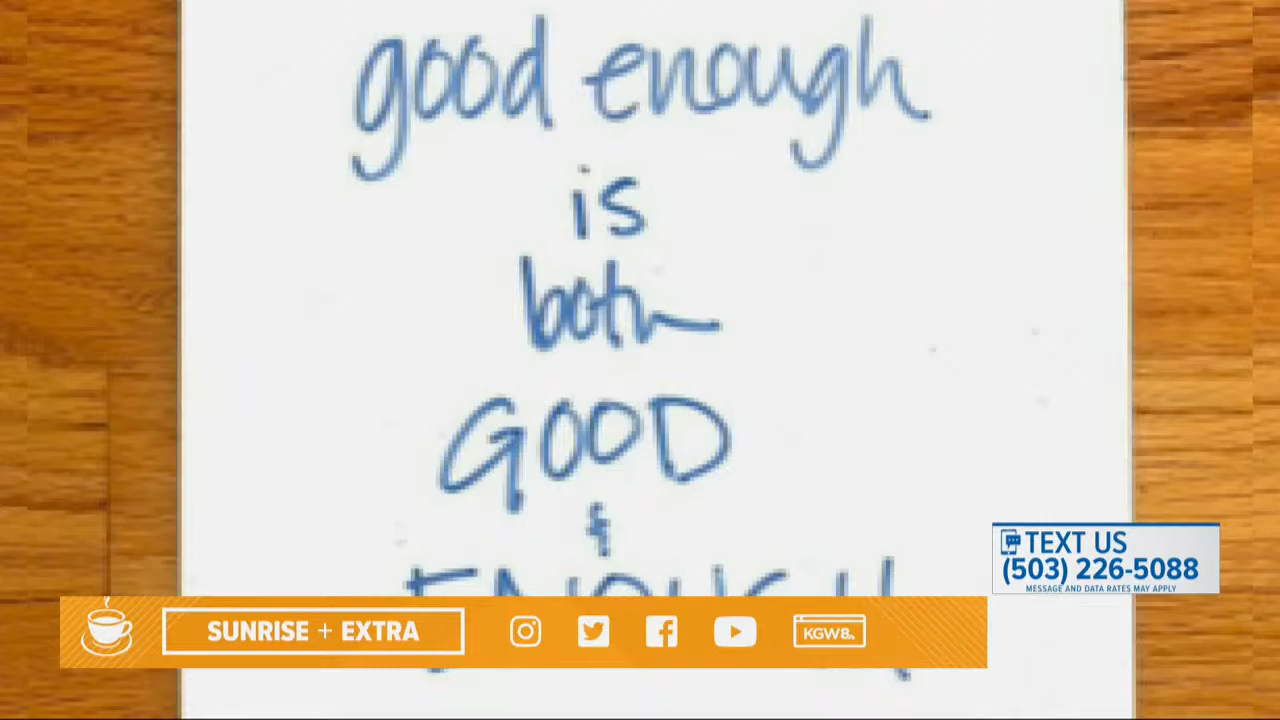 good enough
is
both
GOOD
&
ENOUGH
TEXT US
(503) 226-5088
MESSAGE AND DATA RATES MAY APPLY
SUNRISE + EXTRA
KGW8